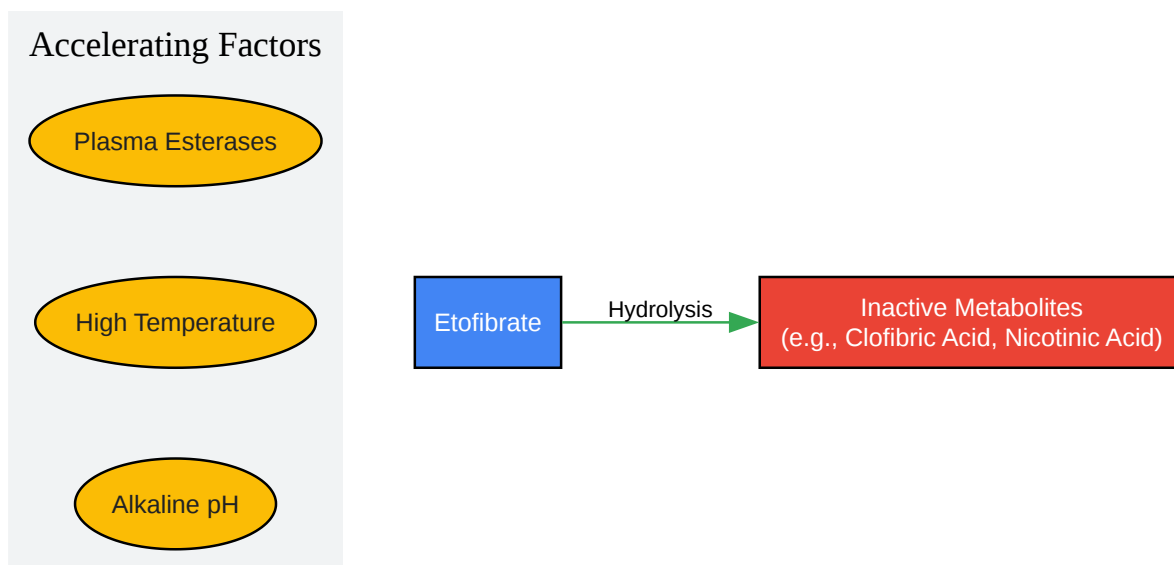 Accelerating Factors
Plasma Esterases
High Temperature
Alkaline pH
Etofibrate
Hydrolysis
Inactive Metabolites
(e.g., Clofibric Acid, Nicotinic Acid)